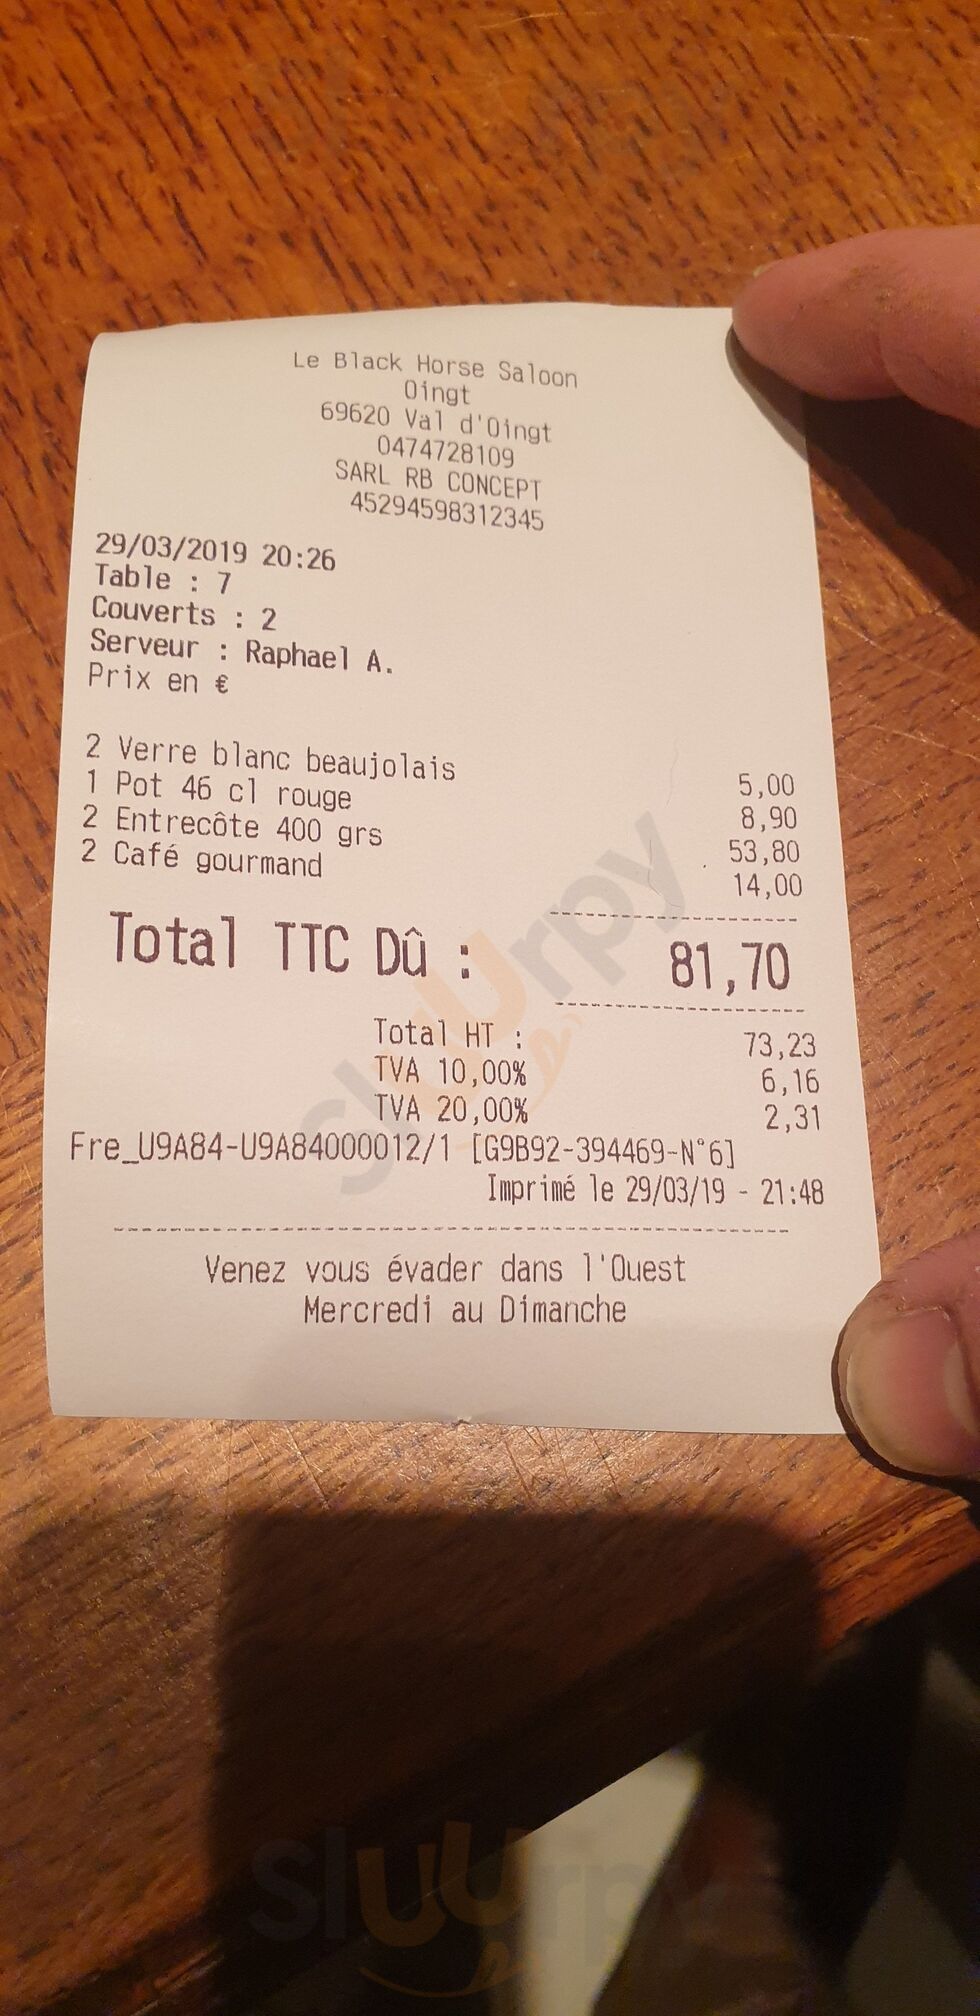 Le Black Horse Saloon
Oingt
69620 Val d'Oingt
0474728109
SARL RB CONCEPT
45294598312345
29/03/2019 20:26
Table : 7
Couverts : 2
Serveur : Raphael A.
Prix en €
2 Verre blanc beaujolais 5,00
1 Pot 46 cl rouge 8,90
2 Entrecôte 400 grs 53,80
2 Café gourmand 14,00
Total TTC Dû : 81,70
Total HT : 73,23
TVA 10,00% 6,16
TVA 20,00% 2,31
Fre_U9A84-U9A84000012/1 [G9B92-394469-N°6]
Imprimé le 29/03/19 - 21:48
Venez vous évader dans l'Ouest
Mercredi au Dimanche
sluurpy
sluurpy